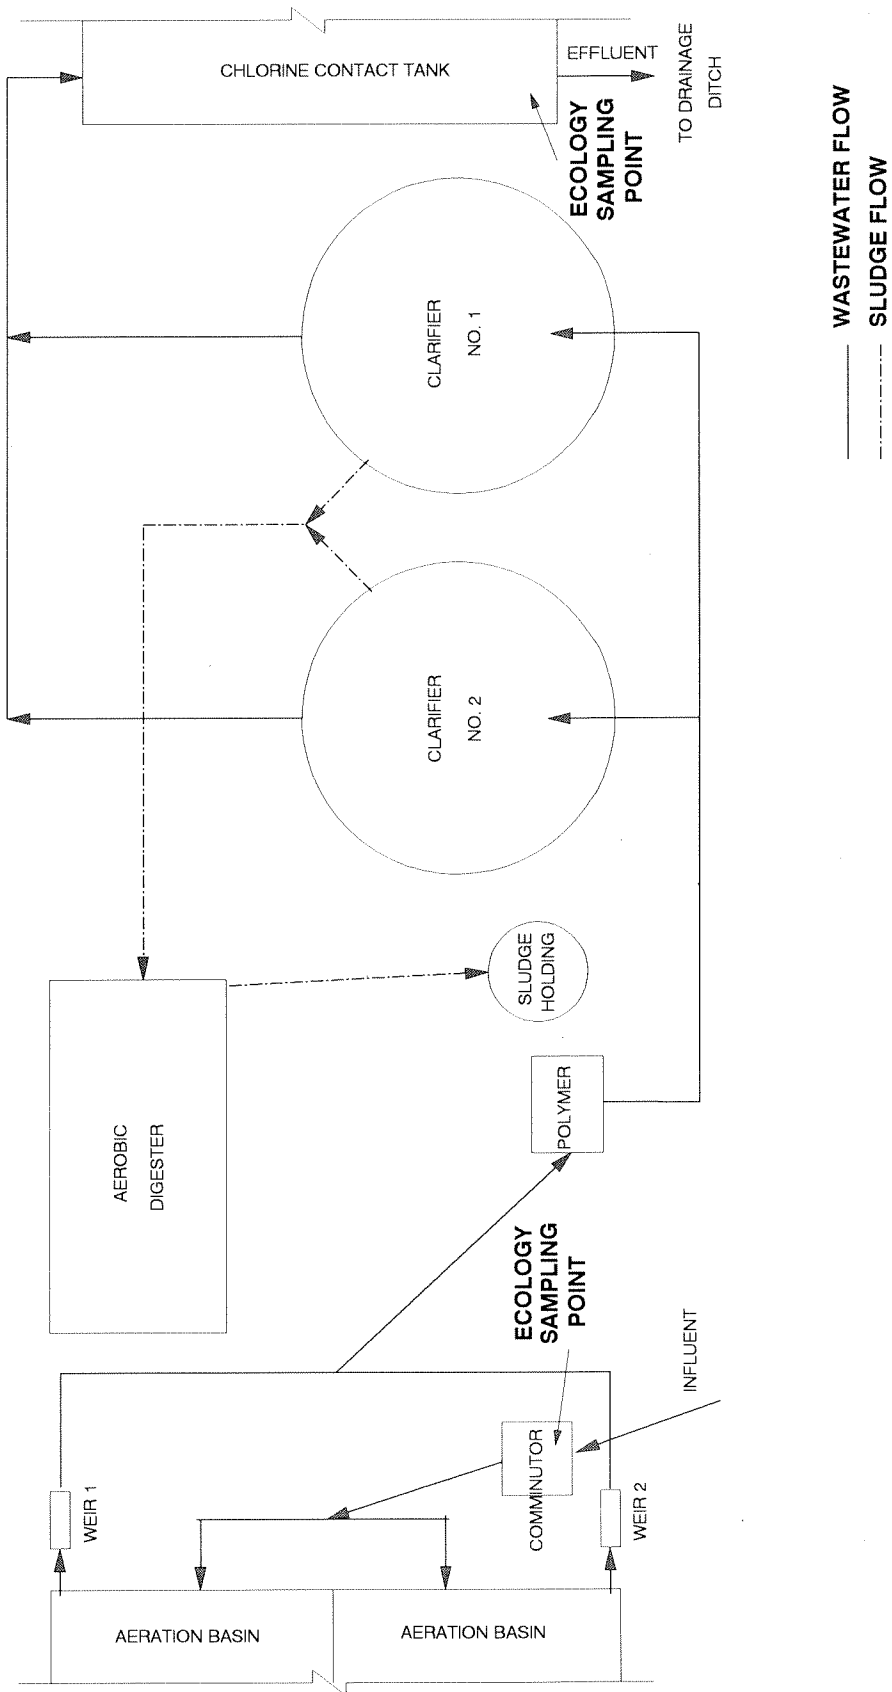 CHLORINE CONTACT TANK
EFFLUENT
TO DRAINAGE
DITCH
ECOLOGY
SAMPLING
POINT
CLARIFIER
NO. 1
CLARIFIER
NO. 2
WASTEWATER FLOW
SLUDGE FLOW
SLUDGE
HOLDING
AEROBIC
DIGESTER
POLYMER
ECOLOGY
SAMPLING
POINT
INFLUENT
COMMINUTOR
WEIR 1
WEIR 2
AERATION BASIN
AERATION BASIN